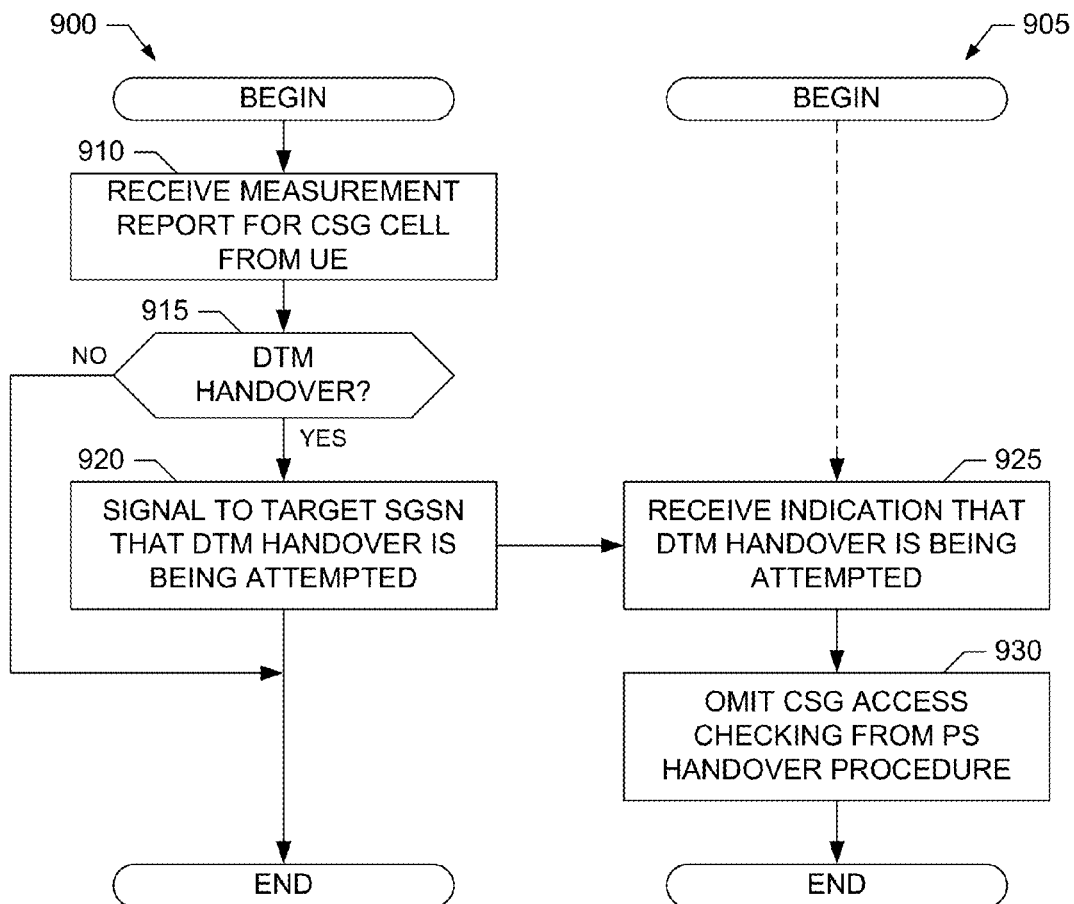 900
905
BEGIN
BEGIN
910
RECEIVE MEASUREMENT
REPORT FOR CSG CELL
FROM UE
915
NO
DTM
HANDOVER?
YES
920
SIGNAL TO TARGET SGSN
THAT DTM HANDOVER IS
BEING ATTEMPTED
925
RECEIVE INDICATION THAT
DTM HANDOVER IS BEING
ATTEMPTED
930
OMIT CSG ACCESS
CHECKING FROM PS
HANDOVER PROCEDURE
END
END